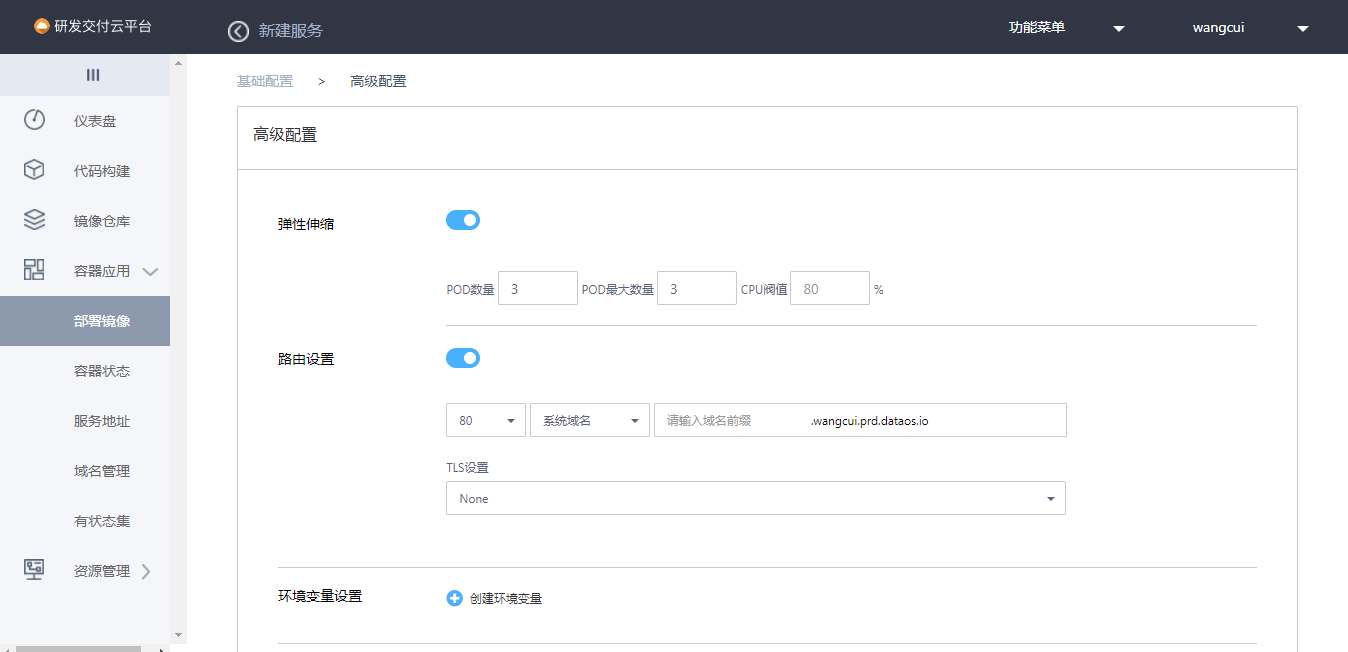 研发交付云平台
新建服务
功能菜单
wangcui
仪表盘
代码构建
镜像仓库
容器应用
部署镜像
容器状态
服务地址
域名管理
有状态集
资源管理
基础配置 > 高级配置
高级配置
弹性伸缩
POD数量 3 POD最大数量 3 CPU阀值 80 %
路由设置
80 系统域名 请输入域名前缀 .wangcui.prd.dataos.io
TLS设置
None
环境变量设置 创建环境变量